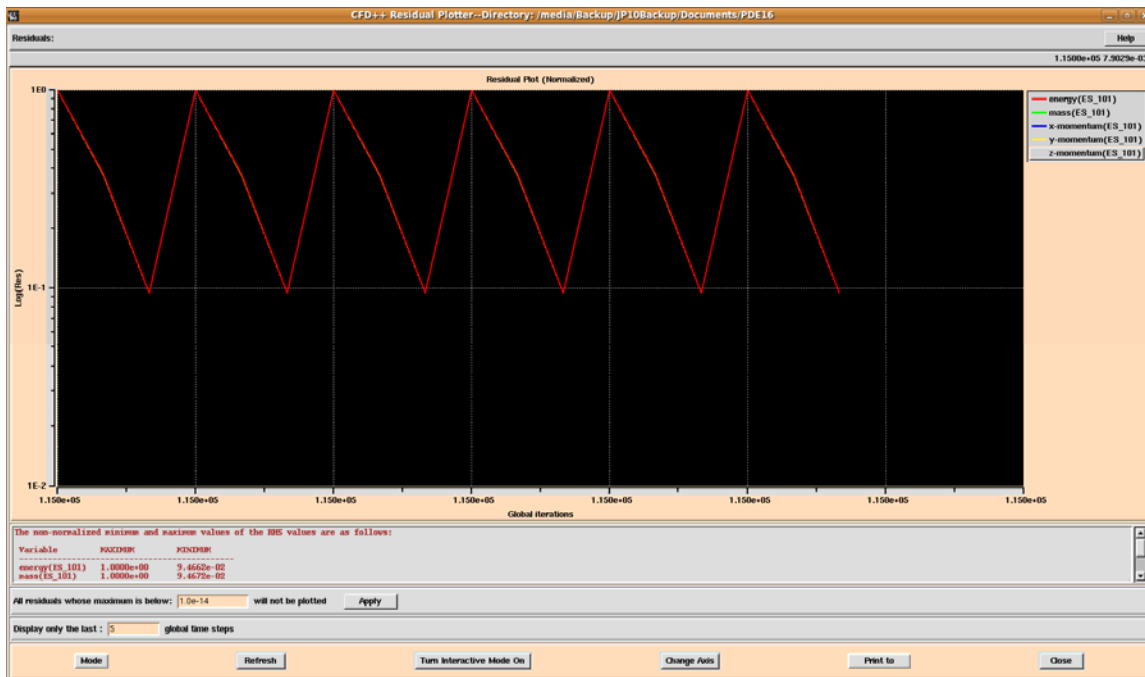 CFD++ Residual Plotter--Directory: /media/Backup/JP10Backup/Documents/PDE16
Residuals:
Help
1.1500e+05 7.9029e-03
Residual Plot (Normalized)
1E0
1E-1
1E-2
Log(Res)
energy(ES_101)
mass(ES_101)
x-momentum(ES_101)
y-momentum(ES_101)
z-momentum(ES_101)
1.150e+05 1.150e+05 1.150e+05 1.150e+05 1.150e+05 1.150e+05 1.150e+05 1.150e+05
Global iterations
The non-normalized minimum and maximum values of the RHS values are as follows:
Variable MAXIMUM MINIMUM
energy(ES_101) 1.0000e+00 9.4662e-02
mass(ES_101) 1.0000e+00 9.4672e-02
All residuals whose maximum is below: 1.0e-14 will not be plotted Apply
Display only the last : 5 global time steps
Mode Refresh Turn Interactive Mode On Change Axis Print to Close